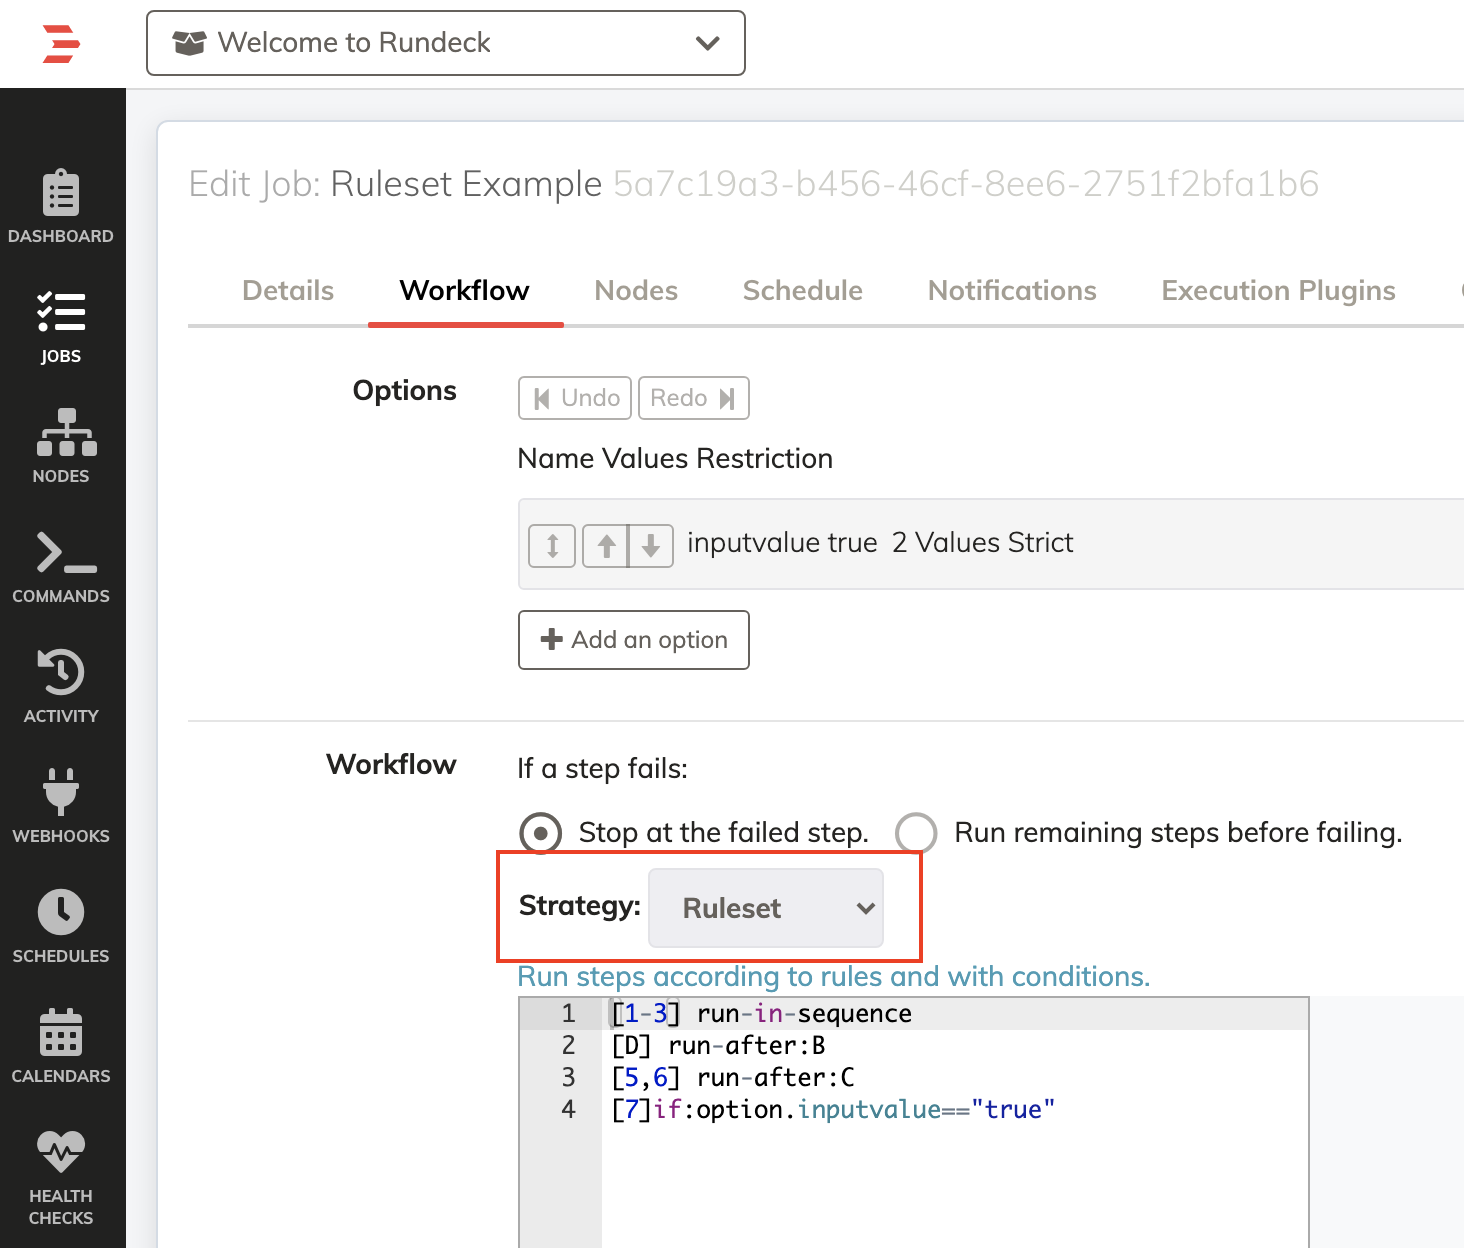 Welcome to Rundeck
Edit Job: Ruleset Example 5a7c19a3-b456-46cf-8ee6-2751f2bfa1b6
Details Workflow Nodes Schedule Notifications Execution Plugins
DASHBOARD
JOBS
NODES
COMMANDS
ACTIVITY
WEBHOOKS
SCHEDULES
CALENDARS
HEALTH
CHECKS
Options
Undo Redo
Name Values Restriction
inputvalue true 2 Values Strict
Add an option
Workflow
If a step fails:
Stop at the failed step. Run remaining steps before failing.
Strategy: Ruleset
Run steps according to rules and with conditions.
1 [1-3] run-in-sequence
2 [D] run-after:B
3 [5,6] run-after:C
4 [7]if:option.inputvalue=="true"